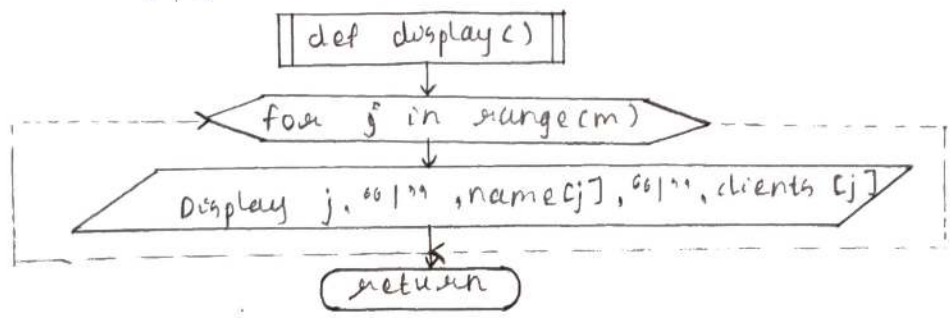 def display()
for j in range(m)
Display j, "|", name[j], "|", clients [j]
return